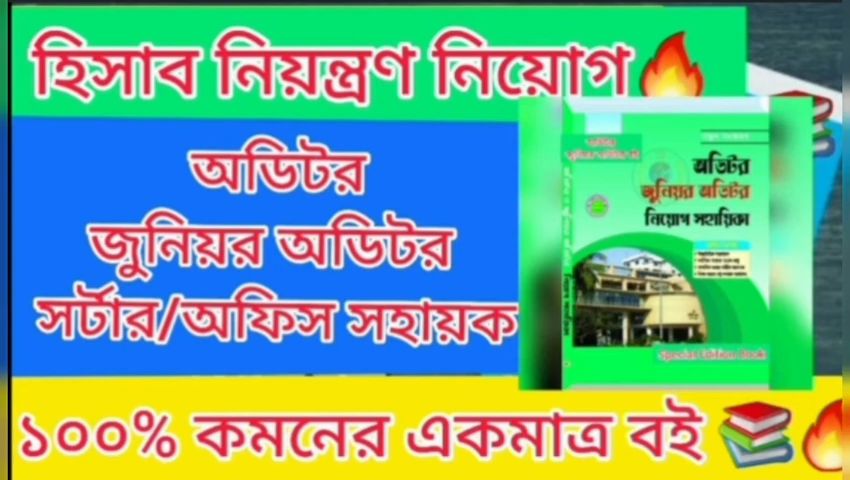 হিসাব নিয়ন্ত্রণ নিয়োগ
অডিটর
জুনিয়র অডিটর
সর্টার/অফিস সহায়ক
অডিটর
জুনিয়র অডিটর
নিয়োগ সহায়িকা
Special Edition Book
১০০% কমনের একমাত্র বই